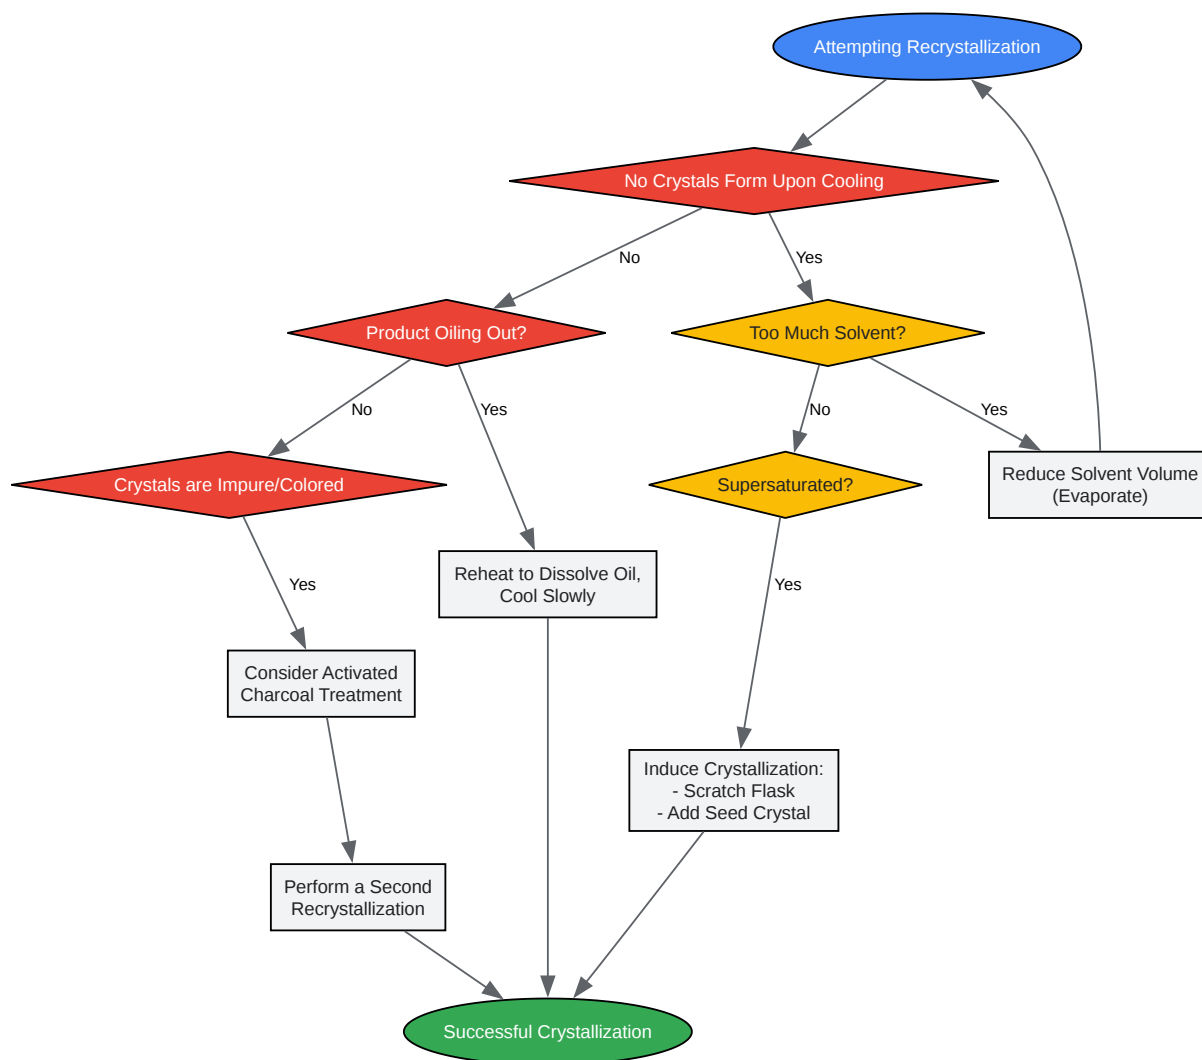 Attempting Recrystallization
No Crystals Form Upon Cooling
No
Yes
Product Oiling Out?
Too Much Solvent?
No
Yes
No
Yes
Crystals are Impure/Colored
Supersaturated?
Reduce Solvent Volume
(Evaporate)
Yes
Reheat to Dissolve Oil,
Cool Slowly
Yes
Consider Activated
Charcoal Treatment
Induce Crystallization:
- Scratch Flask
- Add Seed Crystal
Perform a Second
Recrystallization
Successful Crystallization